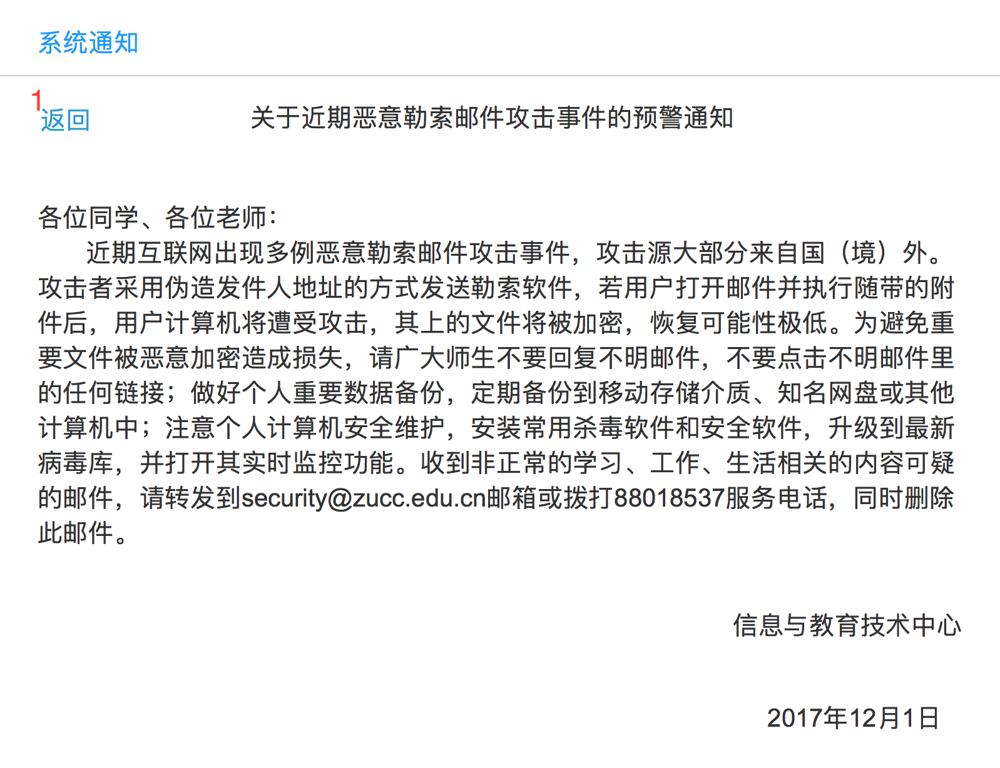 系统通知
1
返回
关于近期恶意勒索邮件攻击事件的预警通知
各位同学、各位老师：
近期互联网出现多例恶意勒索邮件攻击事件，攻击源大部分来自国（境）外。
攻击者采用伪造发件人地址的方式发送勒索软件，若用户打开邮件并执行随带的附
件后，用户计算机将遭受攻击，其上的文件将被加密，恢复可能性极低。为避免重
要文件被恶意加密造成损失，请广大师生不要回复不明邮件，不要点击不明邮件里
的任何链接；做好个人重要数据备份，定期备份到移动存储介质、知名网盘或其他
计算机中；注意个人计算机安全维护，安装常用杀毒软件和安全软件，升级到最新
病毒库，并打开其实时监控功能。收到非正常的学习、工作、生活相关的内容可疑
的邮件，请转发到security@zucc.edu.cn邮箱或拨打88018537服务电话，同时删除
此邮件。
信息与教育技术中心
2017年12月1日